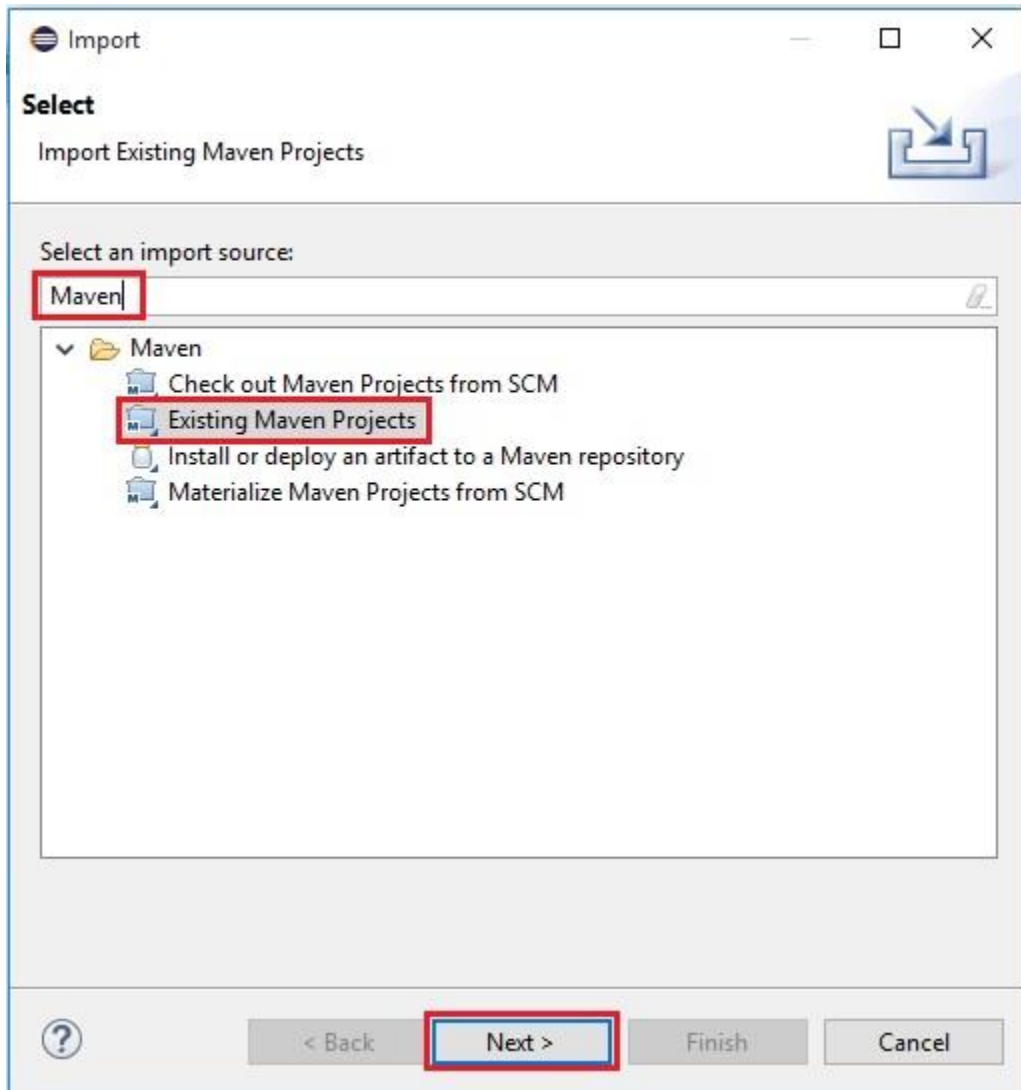 Import
Select
Import Existing Maven Projects
Select an import source:
Maven
Maven
Check out Maven Projects from SCM
Existing Maven Projects
Install or deploy an artifact to a Maven repository
Materialize Maven Projects from SCM
? < Back Next > Finish Cancel